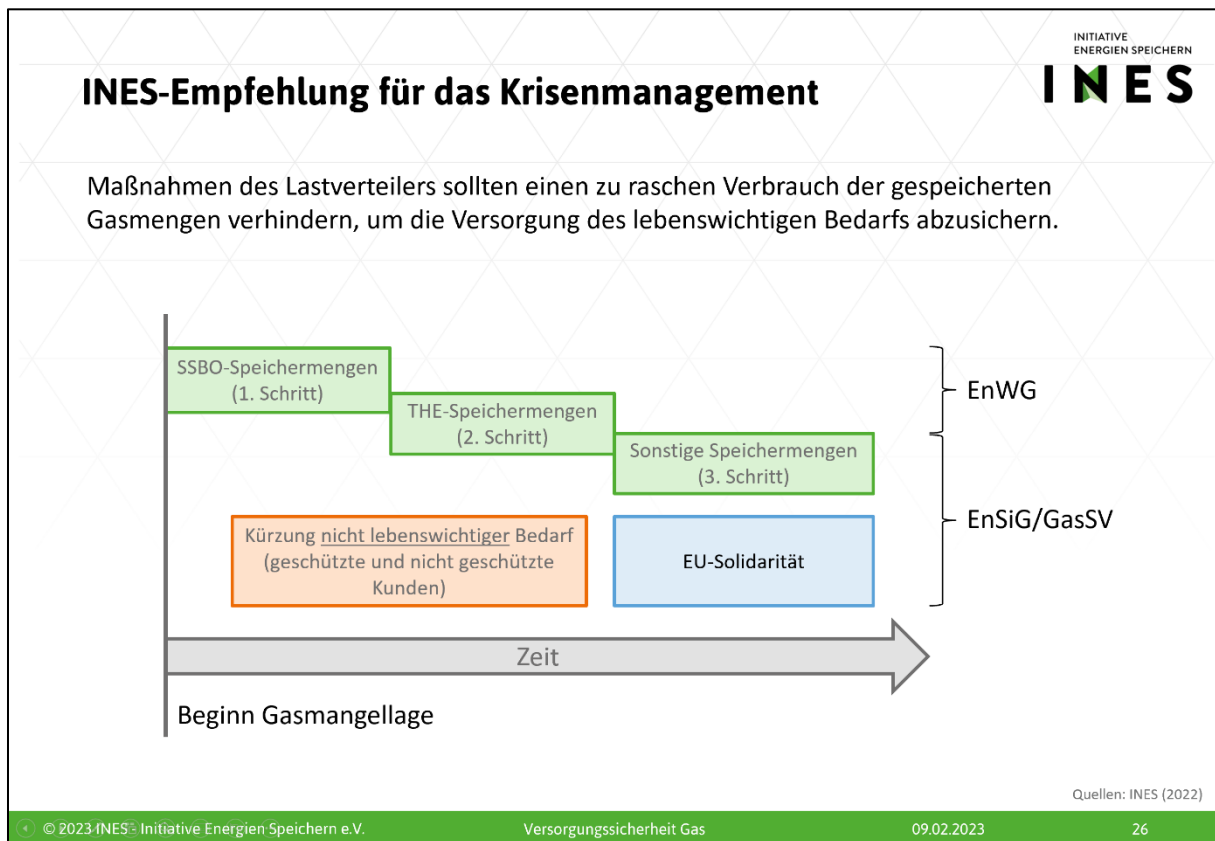 INITIATIVE
ENERGIEN SPEICHERN
INES
INES-Empfehlung für das Krisenmanagement
Maßnahmen des Lastverteilers sollten einen zu raschen Verbrauch der gespeicherten
Gasmengen verhindern, um die Versorgung des lebenswichtigen Bedarfs abzusichern.
SSBO-Speichermengen
(1. Schritt)
THE-Speichermengen
(2. Schritt)
Sonstige Speichermengen
(3. Schritt)
EnWG
Kürzung nicht lebenswichtiger Bedarf
(geschützte und nicht geschützte
Kunden)
EU-Solidarität
EnSiG/GasSV
Zeit
Beginn Gasmangellage
Quellen: INES (2022)
© 2023 INES - Initiative Energien Speichern e.V.
Versorgungssicherheit Gas
09.02.2023
26